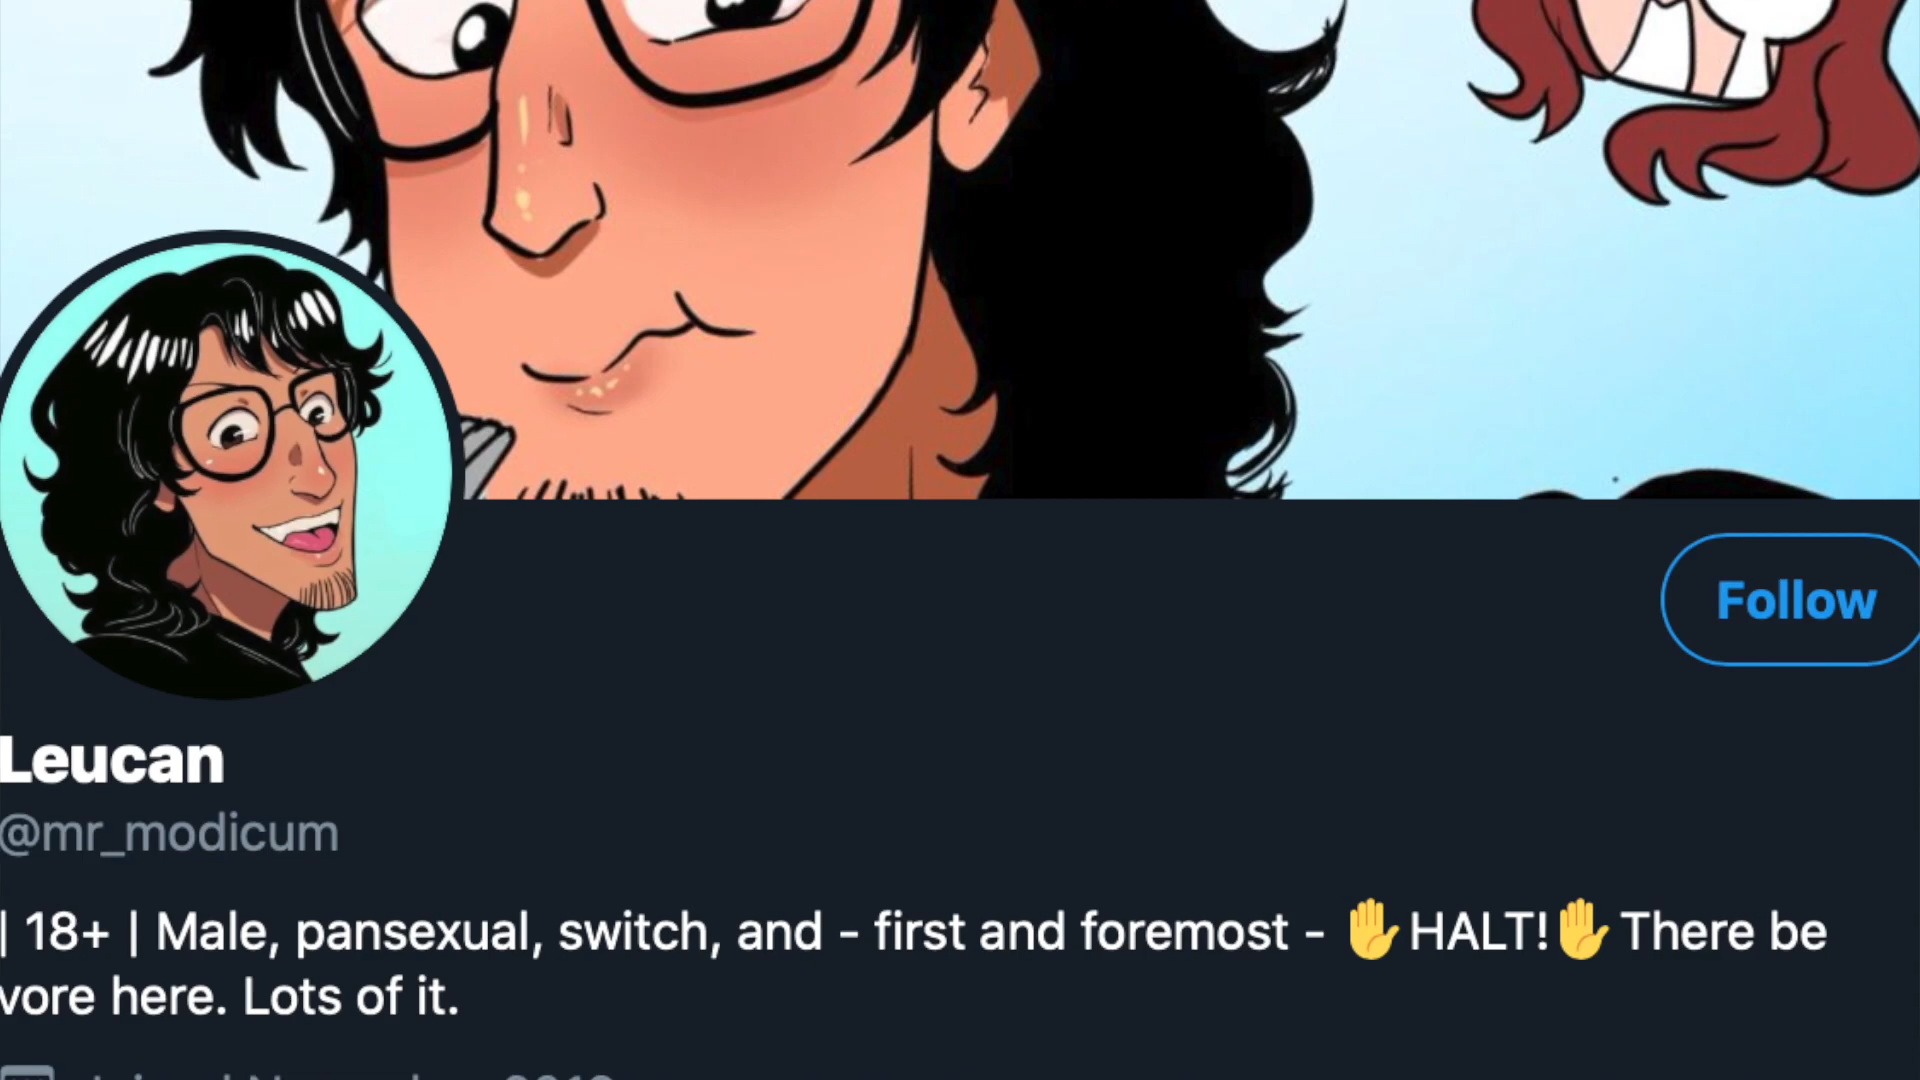 Follow
Leucan
@mr_modicum
| 18+ | Male, pansexual, switch, and - first and foremost - ✋HALT!✋There be
vore here. Lots of it.